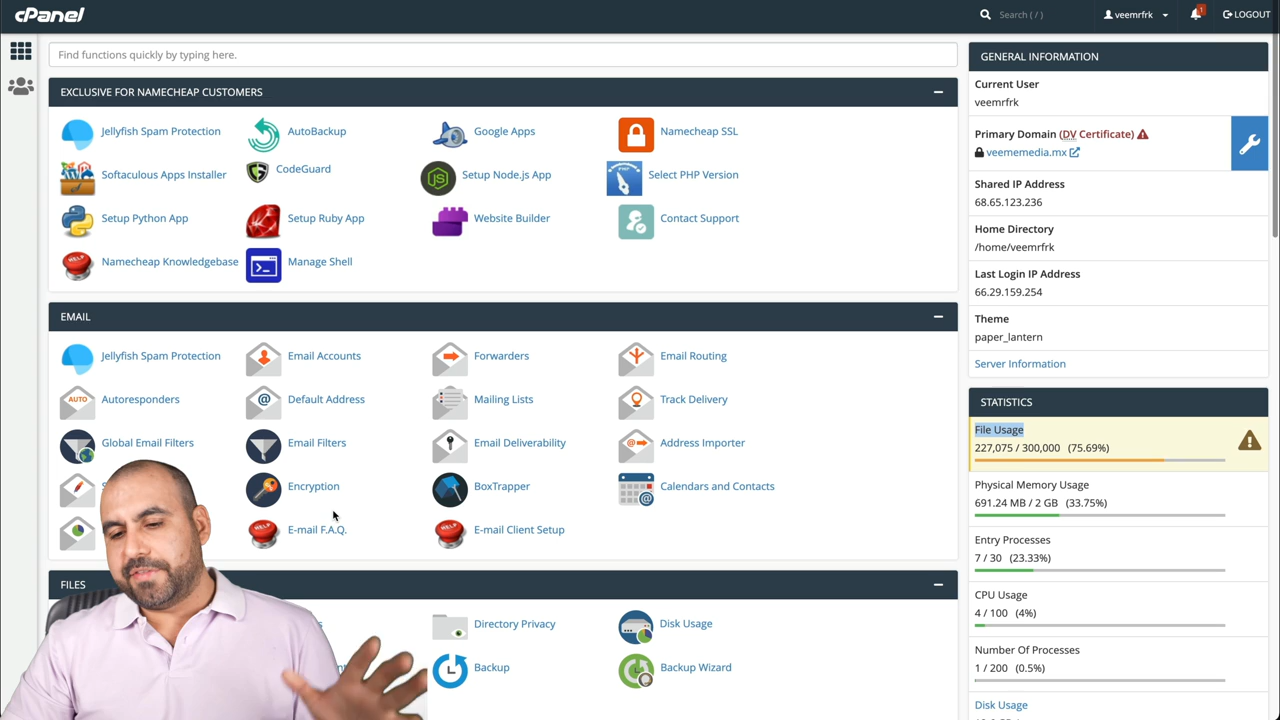 cPanel
Search ( / )
veemrfrk
1
LOGOUT
Find functions quickly by typing here.
EXCLUSIVE FOR NAMECHEAP CUSTOMERS
Jellyfish Spam Protection
AutoBackup
Google Apps
Namecheap SSL
Softaculous Apps Installer
CodeGuard
Setup Node.js App
Select PHP Version
Setup Python App
Setup Ruby App
Website Builder
Contact Support
Namecheap Knowledgebase
Manage Shell
EMAIL
Jellyfish Spam Protection
Email Accounts
Forwarders
Email Routing
AUTO
Autoresponders
Default Address
Mailing Lists
Track Delivery
Global Email Filters
Email Filters
Email Deliverability
Address Importer
Encryption
BoxTrapper
Calendars and Contacts
HELP
E-mail F.A.Q.
HELP
E-mail Client Setup
FILES
Directory Privacy
Disk Usage
Backup
Backup Wizard
GENERAL INFORMATION
Current User
veemrfrk
Primary Domain (DV Certificate)
veememedia.mx
Shared IP Address
68.65.123.236
Home Directory
/home/veemrfrk
Last Login IP Address
66.29.159.254
Theme
paper_lantern
Server Information
STATISTICS
File Usage
227,075 / 300,000 (75.69%)
Physical Memory Usage
691.24 MB / 2 GB (33.75%)
Entry Processes
7 / 30 (23.33%)
CPU Usage
4 / 100 (4%)
Number Of Processes
1 / 200 (0.5%)
Disk Usage